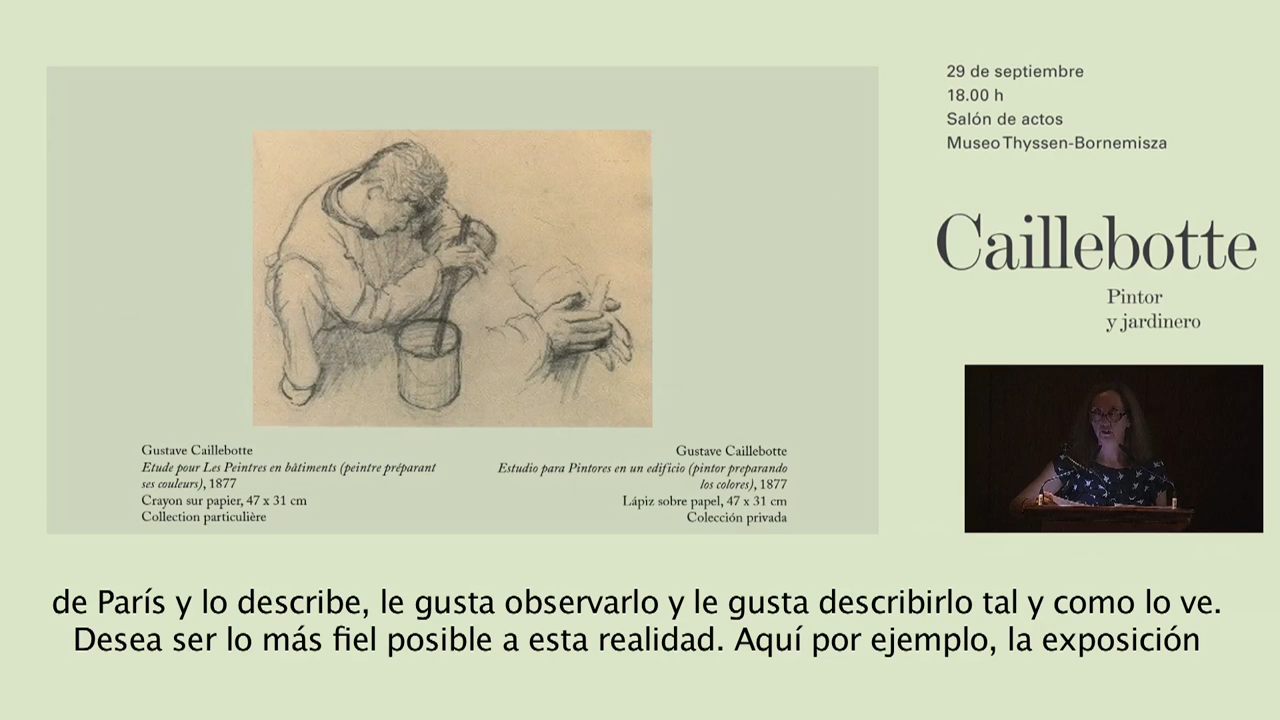 29 de septiembre
18.00 h
Salón de actos
Museo Thyssen-Bornemisza
Caillebotte
Pintor
y jardinero
Gustave Caillebotte
Etude pour Les Peintres en bâtiments (peintre préparant
ses couleurs), 1877
Crayon sur papier, 47 x 31 cm
Collection particulière
Gustave Caillebotte
Estudio para Pintores en un edificio (pintor preparando
los colores), 1877
Lápiz sobre papel, 47 x 31 cm
Colección privada
de París y lo describe, le gusta observarlo y le gusta describirlo tal y como lo ve.
Desea ser lo más fiel posible a esta realidad. Aquí por ejemplo, la exposición